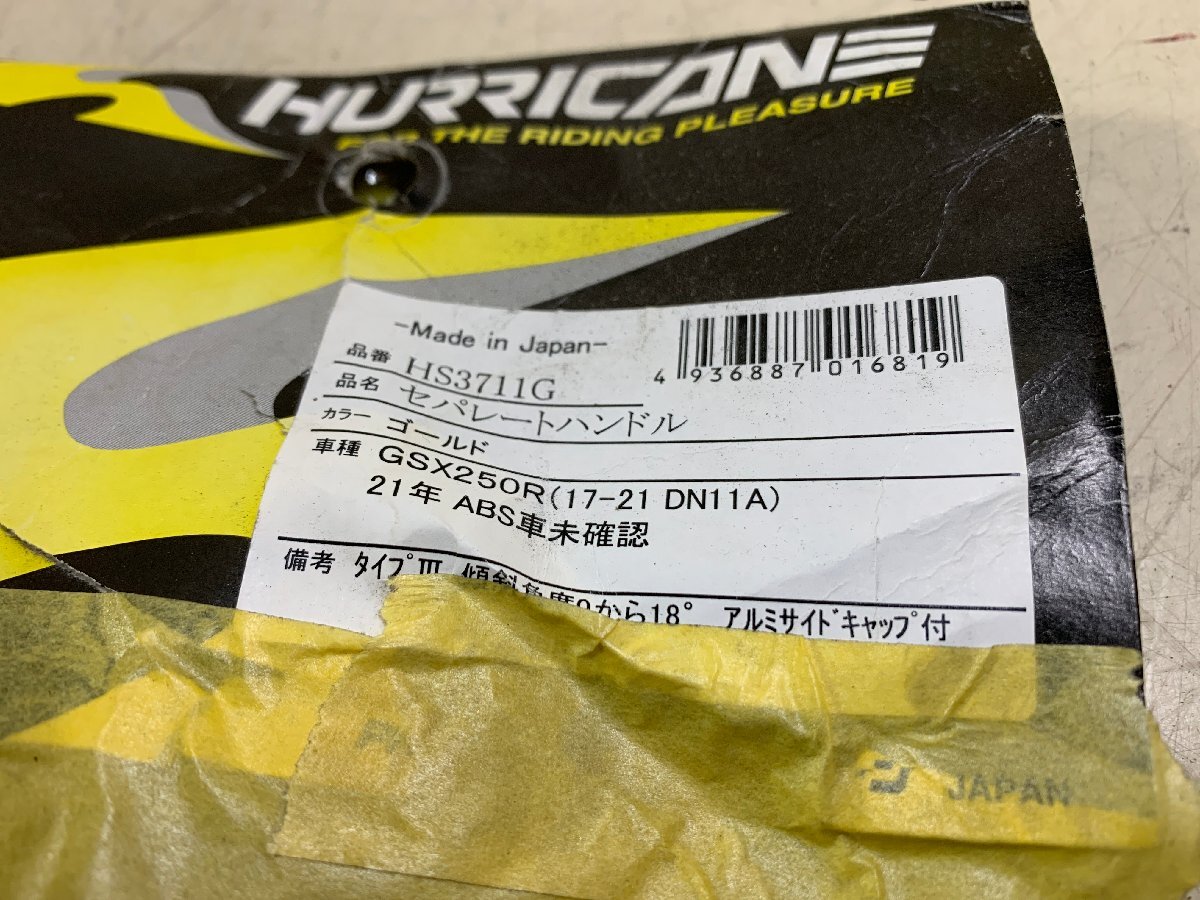 HURRICANE
FOR THE RIDING PLEASURE
-Made in Japan-
4 936887 016819
品番 HS3711G
品名 セパレートハンドル
カラー ゴールド
車種 GSX250R(17-21 DN11A)
21年 ABS車未確認
備考 タイプⅢ 傾斜角度9から18° アルミサイドキャップ付
JAPAN